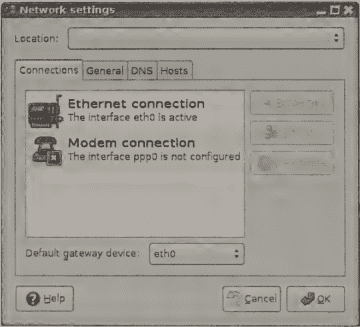 Network settings
Location:
Connections General DNS Hosts
Ethernet connection
The interface eth0 is active
Modem connection
The interface ppp0 is not configured
Default gateway device: eth0
Help Cancel OK